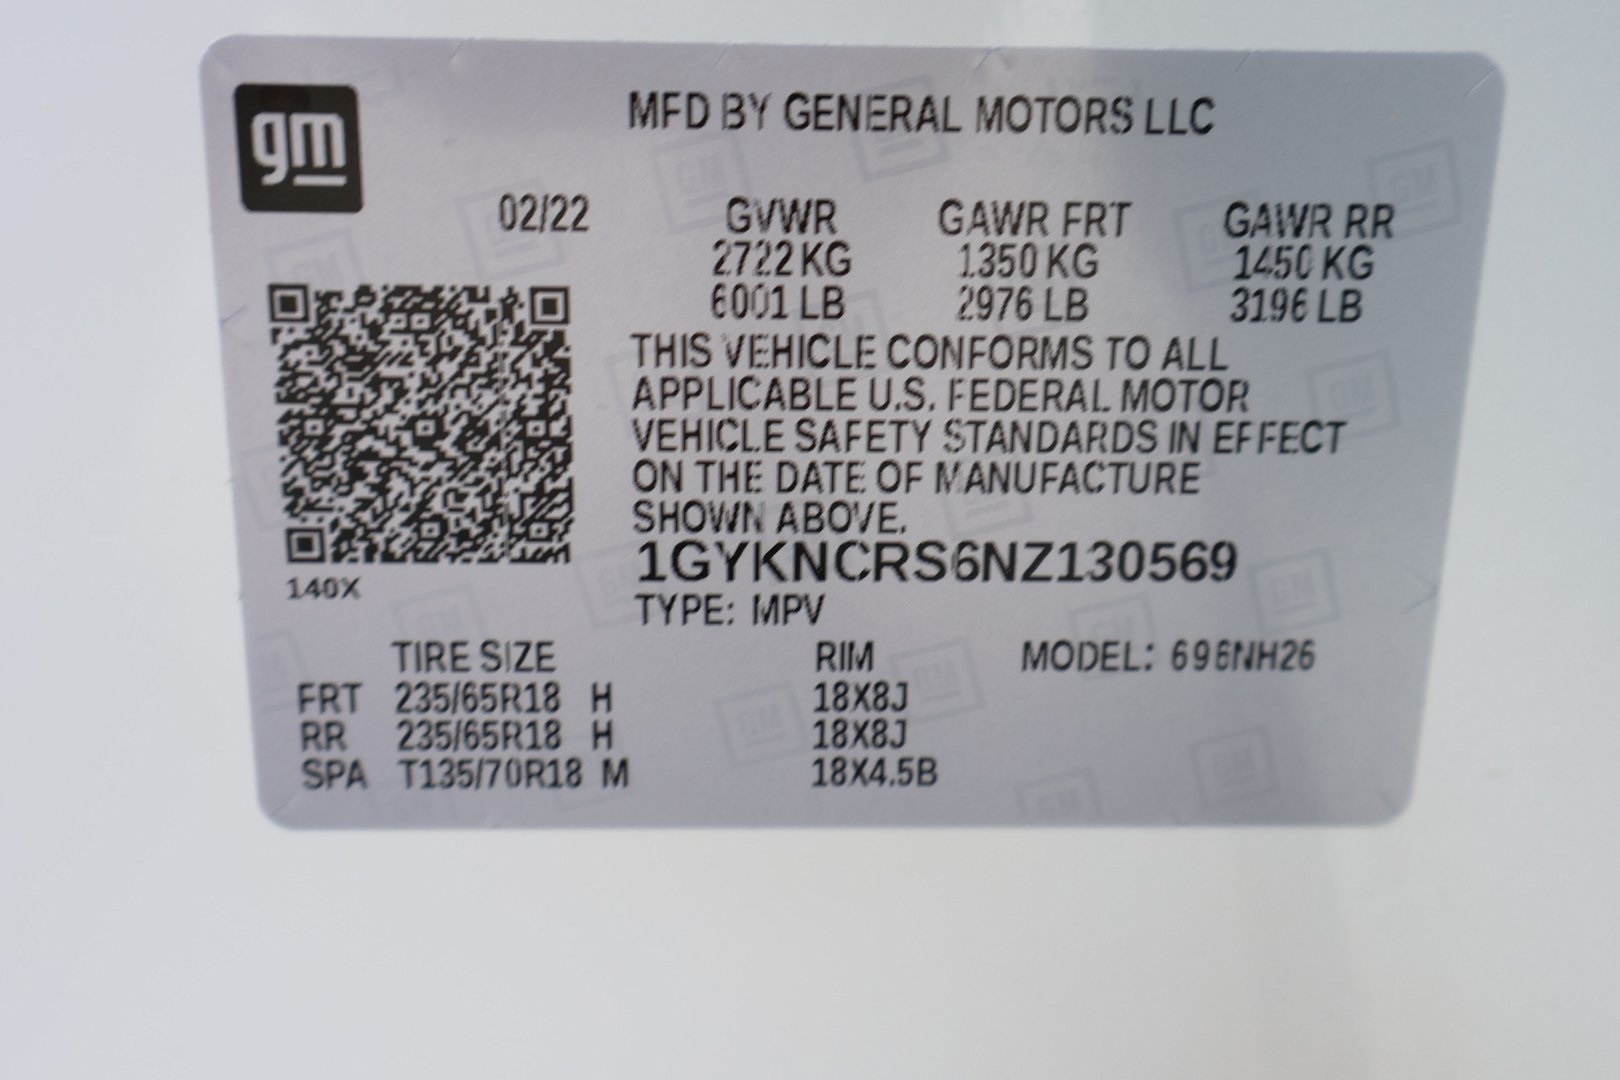 gm
MFD BY GENERAL MOTORS LLC
02/22 GVWR GAWR FRT GAWR RR
2722 KG 1350 KG 1450 KG
6001 LB 2976 LB 3196 LB
THIS VEHICLE CONFORMS TO ALL
APPLICABLE U.S. FEDERAL MOTOR
VEHICLE SAFETY STANDARDS IN EFFECT
ON THE DATE OF MANUFACTURE
SHOWN ABOVE.
1GYKNCRS6NZ130569
140X
TYPE: MPV
TIRE SIZE RIM MODEL: 696NH26
FRT 235/65R18 H 18X8J
RR 235/65R18 H 18X8J
SPA T135/70R18 M 18X4.5B